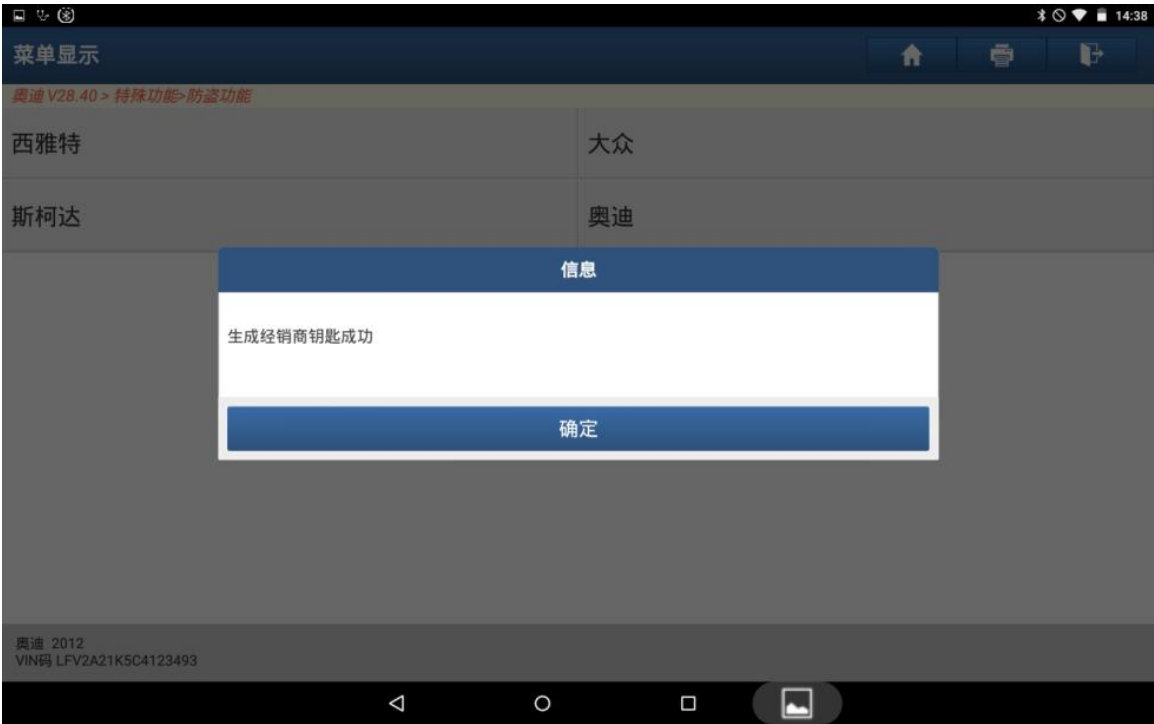 14:38
菜单显示
奥迪 V28.40 > 特殊功能>防盗功能
西雅特
大众
斯柯达
奥迪
信息
生成经销商钥匙成功
确定
奥迪 2012
VIN码 LFV2A21K5C4123493